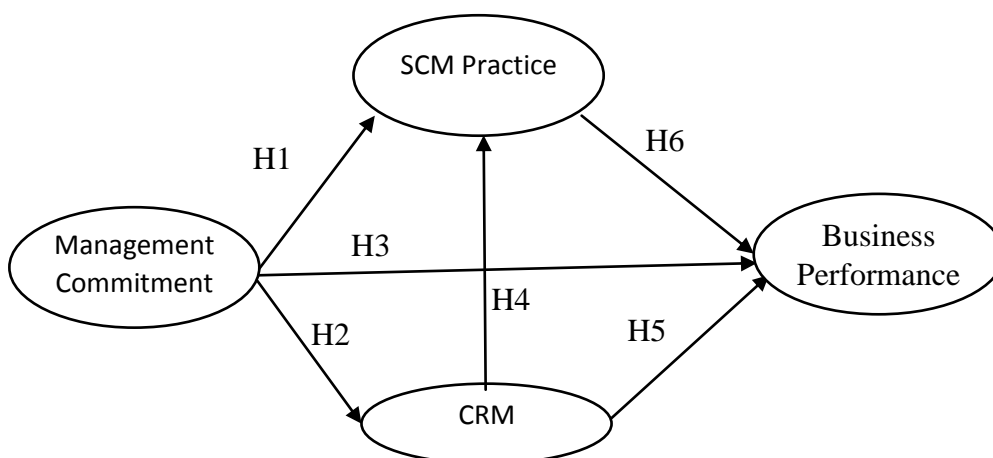 SCM Practice
H1
H6
Management
Commitment
H3
Business
Performance
H4
H2
H5
CRM